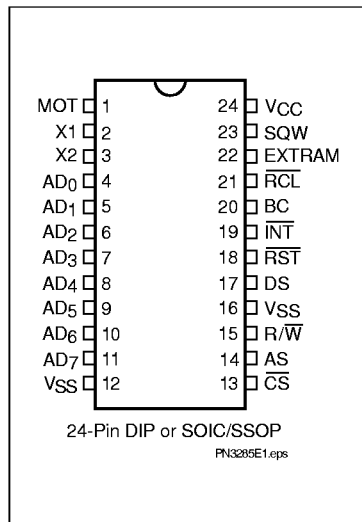 MOT 1 24 VCC
X1 2 23 SQW
X2 3 22 EXTRAM
AD0 4 21 RCL
AD1 5 20 BC
AD2 6 19 INT
AD3 7 18 RST
AD4 8 17 DS
AD5 9 16 VSS
AD6 10 15 R/W
AD7 11 14 AS
VSS 12 13 CS
24-Pin DIP or SOIC/SSOP
PN3285E1.eps